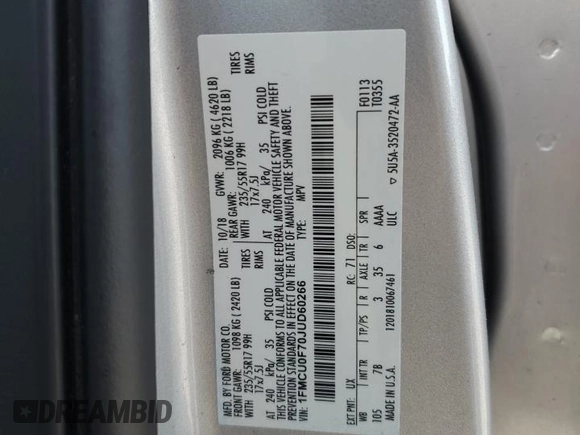 MFD. BY FORD MOTOR CO.
DATE: 10/18 GVWR: 2096 KG ( 4620 LB)
FRONT GAWR: 1098 KG ( 2420 LB) REAR GAWR: 1006 KG ( 2218 LB)
WITH TIRES WITH TIRES
235/55R17 99H 235/55R17 99H
17x7.5J RIMS 17x7.5J RIMS
AT 240 kPa/ 35 PSI COLD AT 240 kPa/ 35 PSI COLD
THIS VEHICLE CONFORMS TO ALL APPLICABLE FEDERAL MOTOR VEHICLE SAFETY AND THEFT
PREVENTION STANDARDS IN EFFECT ON THE DATE OF MANUFACTURE SHOWN ABOVE.
VIN: 1FMCU0F70JUD60266 TYPE: MPV
EXT PNT: UX RC: 71 DSO: F0113
WB INT TR TP/PS R AXLE TR SPR T0355
105 7B 3 35 6 AAAA
MADE IN U.S.A. 1201810067461 ULC ▽ 5U5A-3520472-AA
DREAMBID